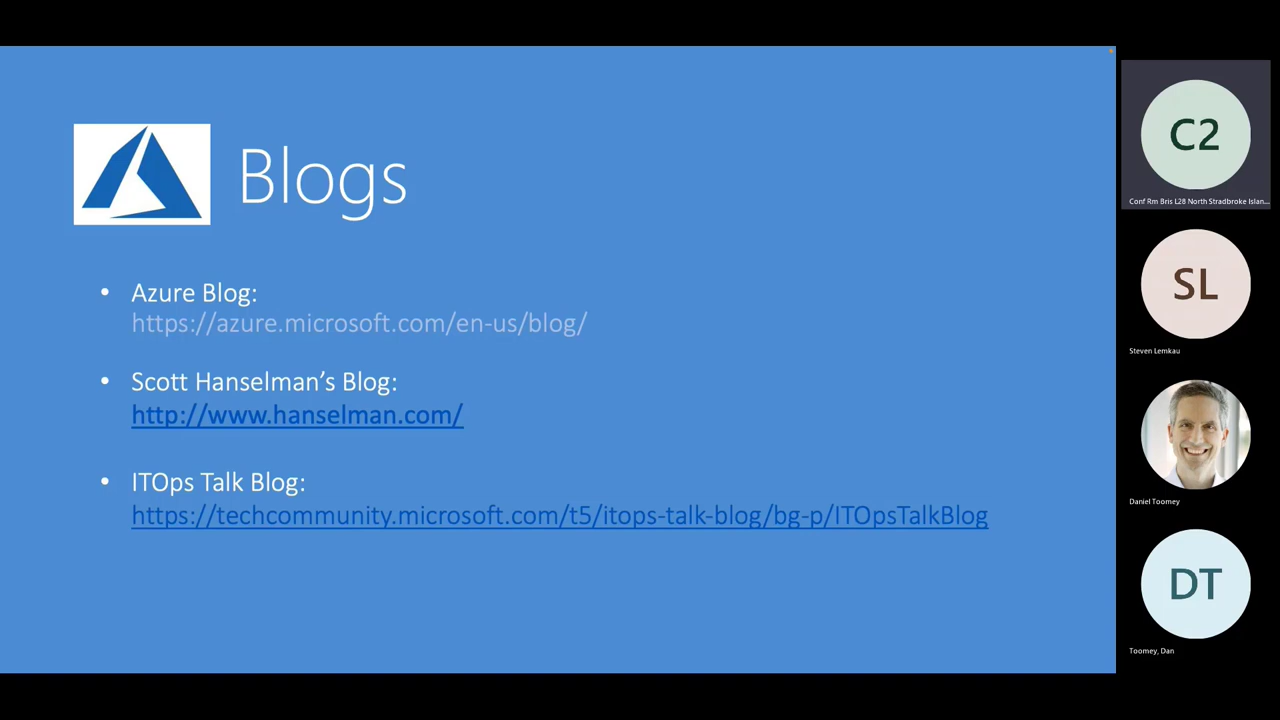 Blogs
• Azure Blog:
https://azure.microsoft.com/en-us/blog/
• Scott Hanselman’s Blog:
http://www.hanselman.com/
• ITOps Talk Blog:
https://techcommunity.microsoft.com/t5/itops-talk-blog/bg-p/ITOpsTalkBlog
C2
Conf Rm Bris L28 North Stradbroke Islan...
SL
Steven Lemkau
Daniel Toomey
DT
Toomey, Dan